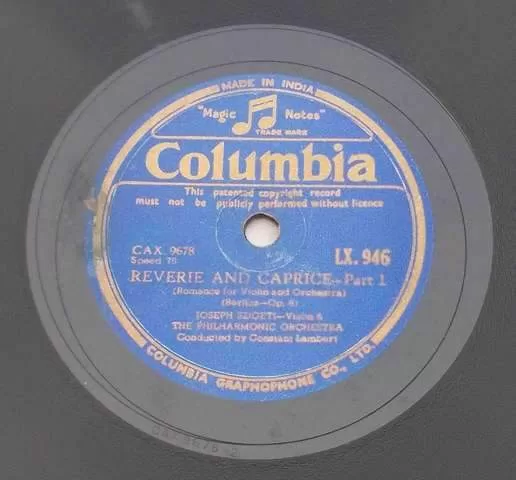 MADE IN INDIA
"Magic Notes"
TRADE MARK
Columbia
This patented copyright record
must not be publicly performed without licence
CAX. 9678
Speed 78
LX. 946
REVERIE AND CAPRICE—Part 1
(Romance for Violin and Orchestra)
(Berlioz—Op. 8)
JOSEPH SZIGETI—Violin &
THE PHILHARMONIC ORCHESTRA
Conducted by Constant Lambert
COLUMBIA GRAPHOPHONE CO., LTD.